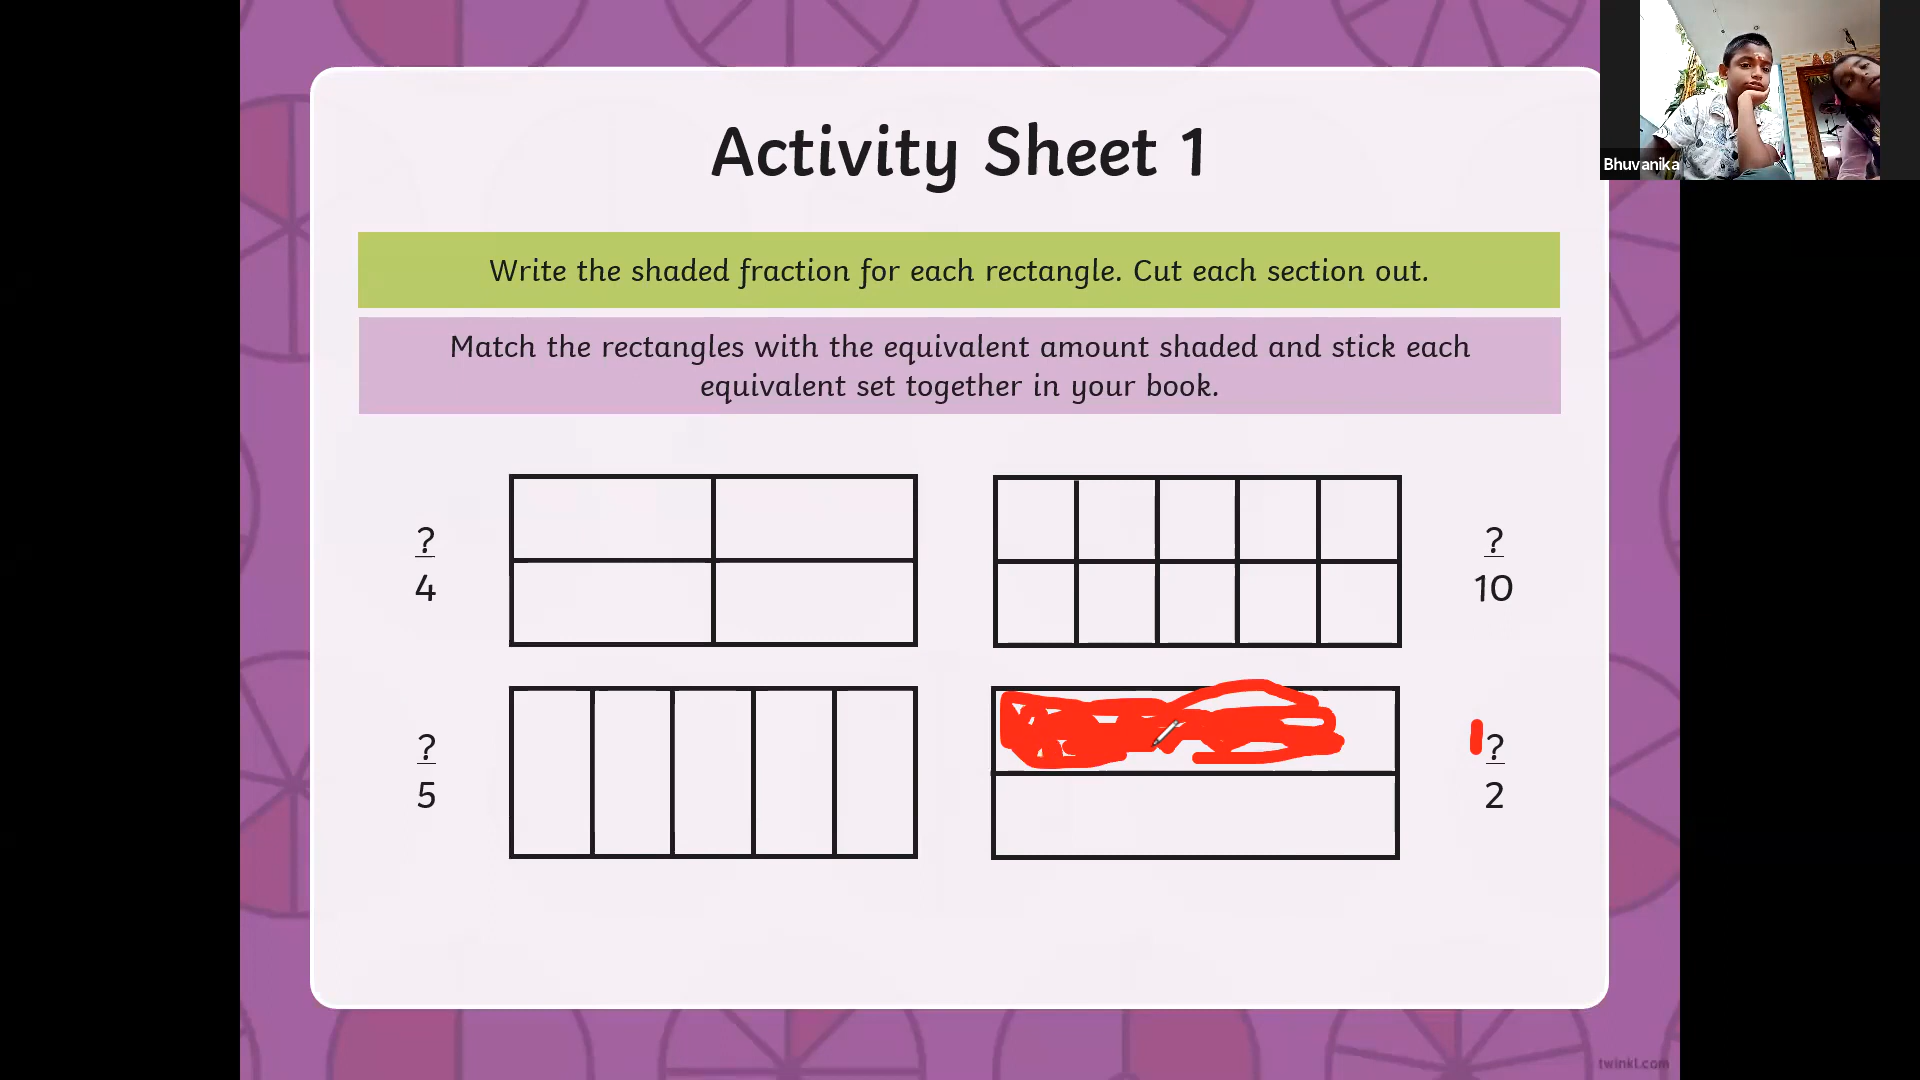 Bhuvanika
Activity Sheet 1
Write the shaded fraction for each rectangle. Cut each section out.
Match the rectangles with the equivalent amount shaded and stick each
equivalent set together in your book.
?
4
?
10
?
5
1 ?
2
twinkl.com